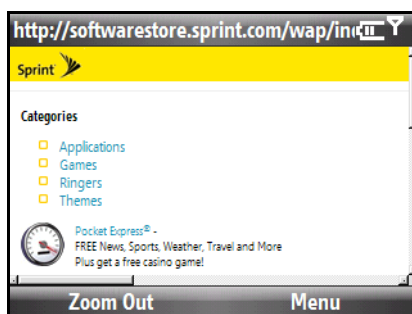 http://softwarestore.sprint.com/wap/in
Sprint
Categories
Applications
Games
Ringers
Themes
Pocket Express® -
FREE News, Sports, Weather, Travel and More
Plus get a free casino game!
Zoom Out Menu